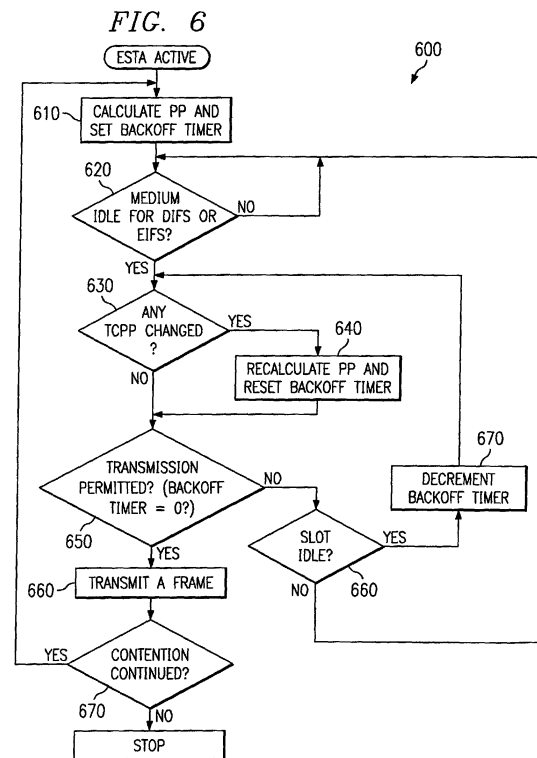 FIG. 6
ESTA ACTIVE
600
610
CALCULATE PP AND
SET BACKOFF TIMER
620
MEDIUM
IDLE FOR DIFS OR
EIFS?
NO
YES
630
ANY
TCPP CHANGED
?
YES
NO
640
RECALCULATE PP AND
RESET BACKOFF TIMER
TRANSMISSION
PERMITTED? (BACKOFF
TIMER = 0?)
650
NO
YES
670
DECREMENT
BACKOFF TIMER
SLOT
IDLE?
YES
660
NO
660
TRANSMIT A FRAME
YES
CONTENTION
CONTINUED?
670
NO
STOP